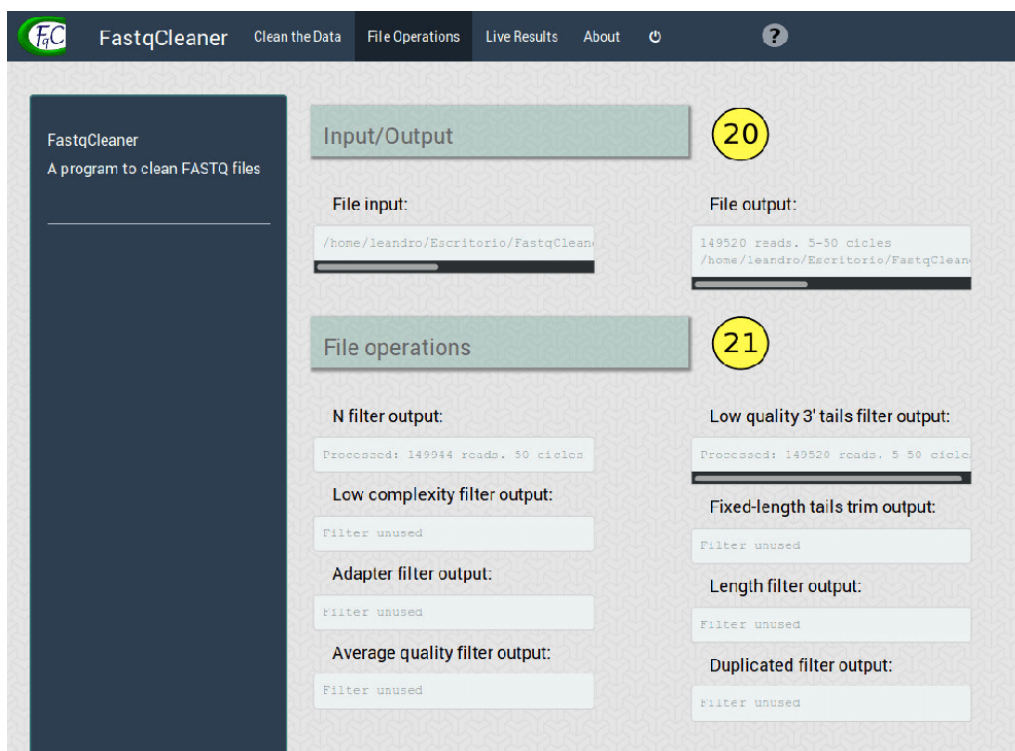 FqC FastqCleaner Clean the Data File Operations Live Results About ?
FastqCleaner
A program to clean FASTQ files
Input/Output 20
File input:
/home/leandro/Escritorio/FastqClean
File output:
149520 reads. 5-50 cicles
/home/leandro/Escritorio/FastqClean
File operations 21
N filter output:
Processed: 149944 reads. 50 cicles
Low complexity filter output:
Filter unused
Adapter filter output:
Filter unused
Average quality filter output:
Filter unused
Low quality 3' tails filter output:
Processed: 149520 reads. 5 50 cicle
Fixed-length tails trim output:
Filter unused
Length filter output:
Filter unused
Duplicated filter output:
Filter unused